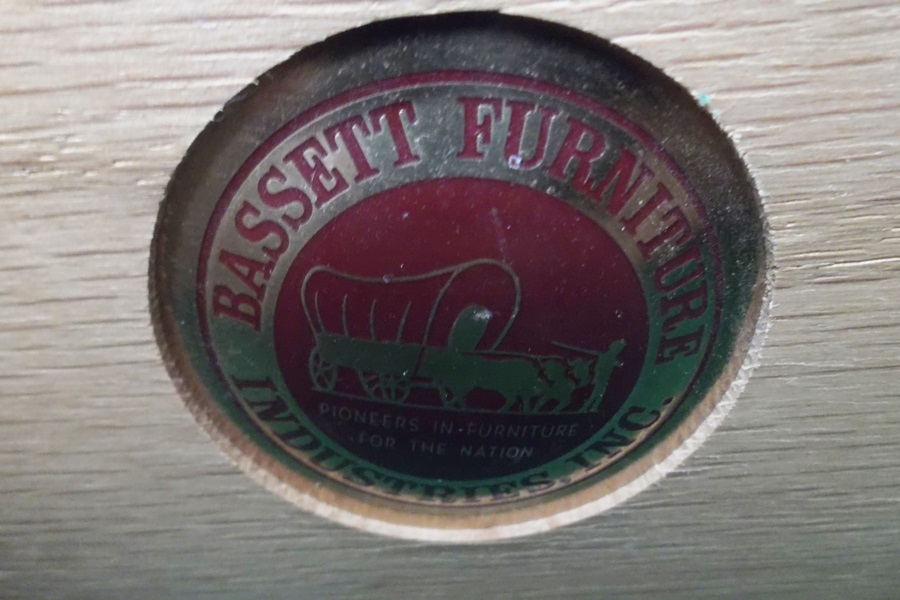 BASSETT FURNITURE
PIONEERS IN FURNITURE
FOR THE NATION
INDUSTRIES, INC.